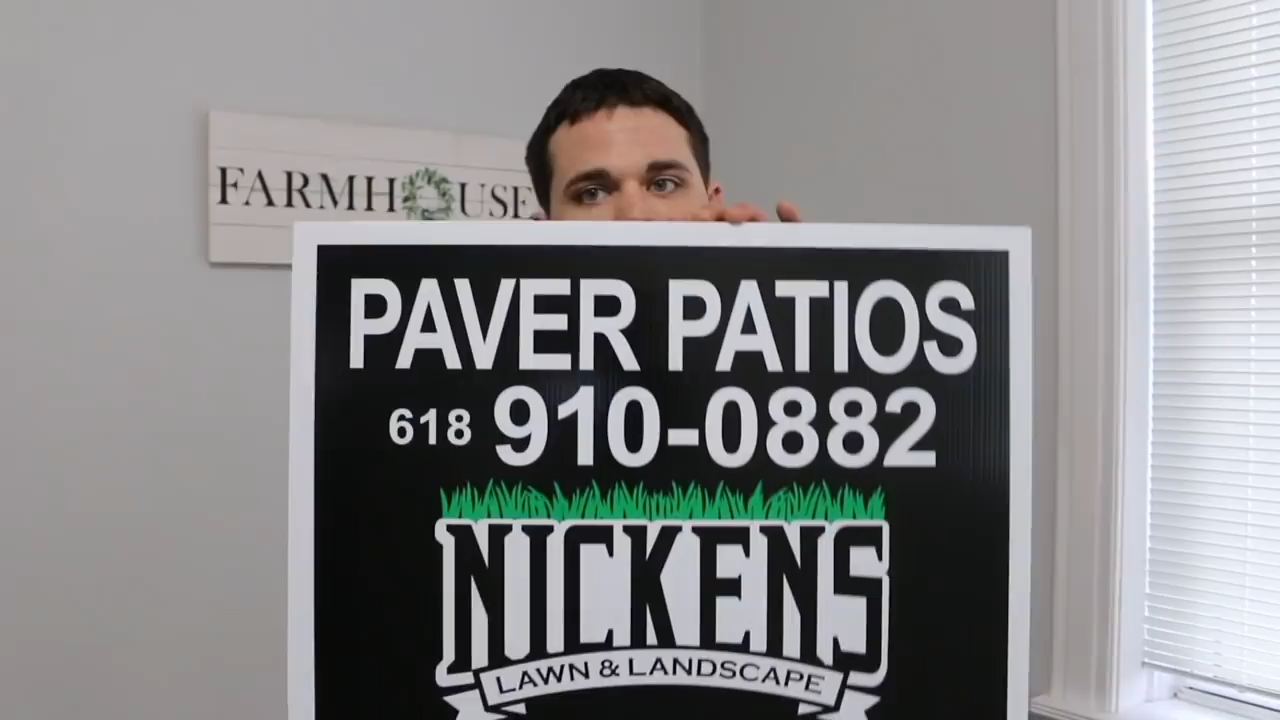 FARMHOUSE
PAVER PATIOS
618 910-0882
NICKENS
LAWN & LANDSCAPE